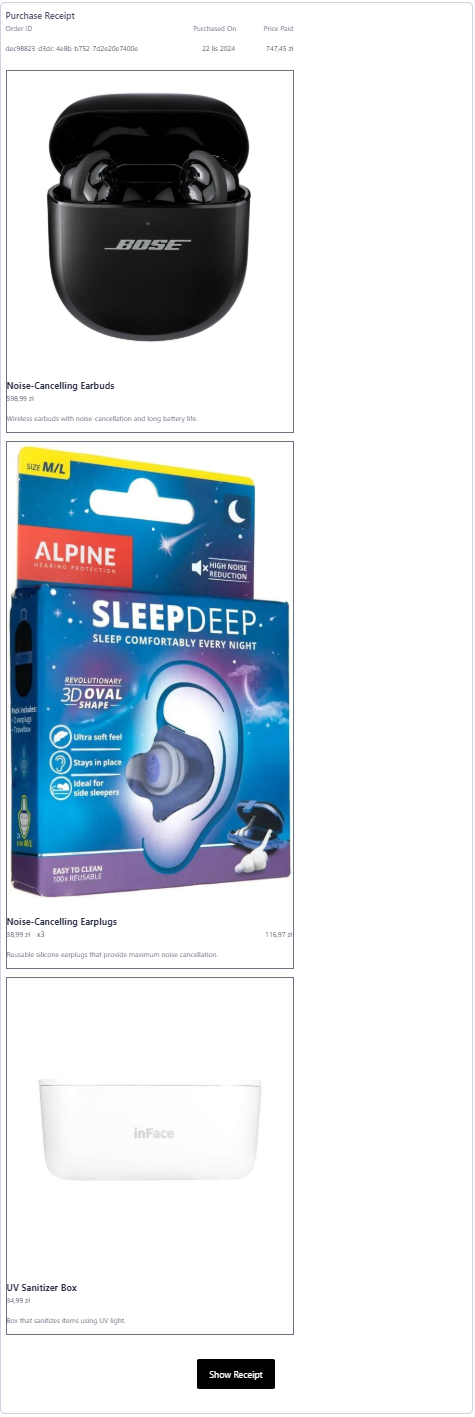 Purchase Receipt
Order ID Purchased On Price Paid
dec98823-d3dc-4e8b-b752-7d2e20e7400e 22 lis 2024 747,45 zł
BOSE
Noise-Cancelling Earbuds
598,99 zł
Wireless earbuds with noise-cancellation and long battery life.
SIZE M/L
ALPINE
HEARING PROTECTION
HIGH NOISE
REDUCTION
SLEEPDEEP
SLEEP COMFORTABLY EVERY NIGHT
REVOLUTIONARY
3D OVAL
SHAPE
Pack includes:
• 2 earplugs
• Travelbox
Ultra soft feel
Stays in place
Ideal for
side sleepers
EASY TO CLEAN
100x REUSABLE
Noise-Cancelling Earplugs
38,99 zł x3 116,97 zł
Reusable silicone earplugs that provide maximum noise cancellation.
inFace
UV Sanitizer Box
34,99 zł
Box that sanitizes items using UV light.
Show Receipt